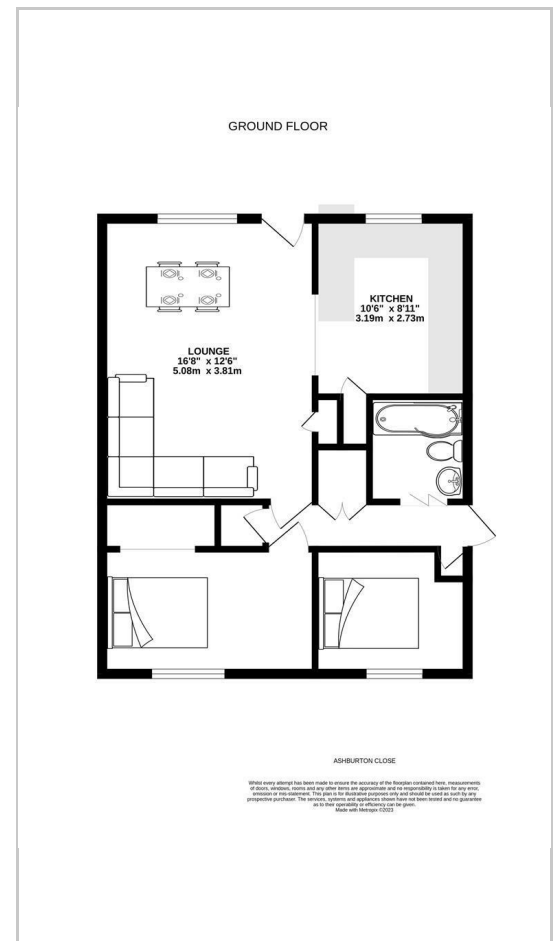 GROUND FLOOR
KITCHEN
10'6" x 8'11"
3.19m x 2.73m
LOUNGE
16'8" x 12'6"
5.08m x 3.81m
ASHBURTON CLOSE
Whilst every attempt has been made to ensure the accuracy of the floorplan contained here, measurements
of doors, windows, rooms and any other items are approximate and no responsibility is taken for any error,
omission or mis-statement. This plan is for illustrative purposes only and should be used as such by any
prospective purchaser. The services, systems and appliances shown have not been tested and no guarantee
as to their operability or efficiency can be given.
Made with Metropix ©2023